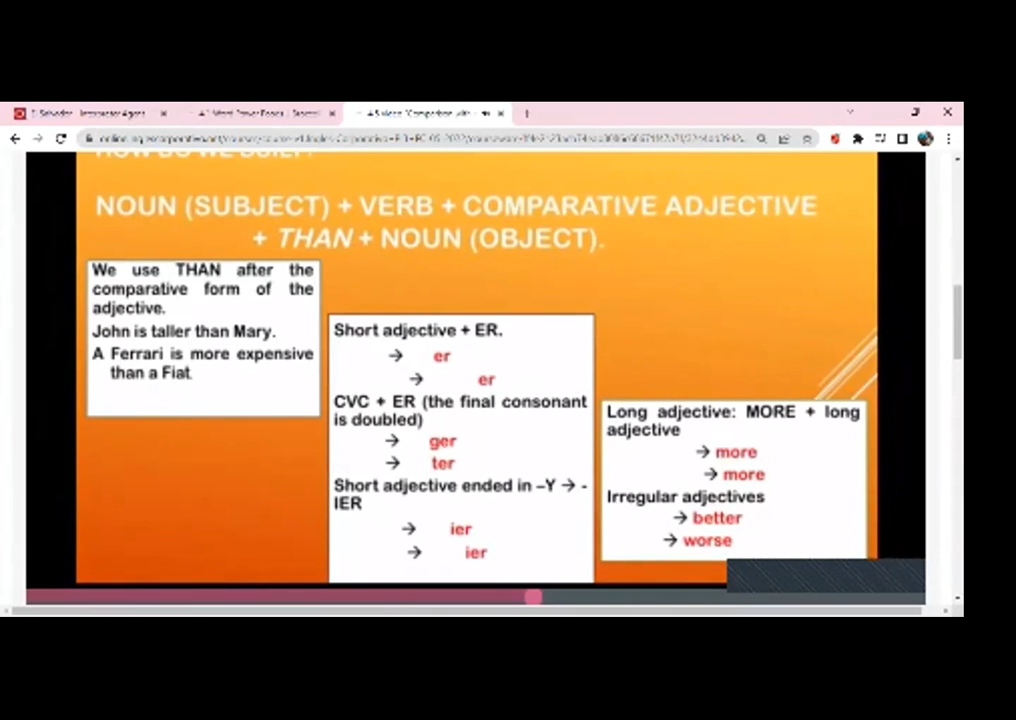 NOUN (SUBJECT) + VERB + COMPARATIVE ADJECTIVE
+ THAN + NOUN (OBJECT).
We use THAN after the
comparative form of the
adjective.
John is taller than Mary.
A Ferrari is more expensive
than a Fiat
Short adjective + ER.
→ er
→ er
CVC + ER (the final consonant
is doubled)
→ ger
→ ter
Short adjective ended in –Y → -
IER
→ ier
→ ier
Long adjective: MORE + long
adjective
→ more
→ more
Irregular adjectives
→ better
→ worse